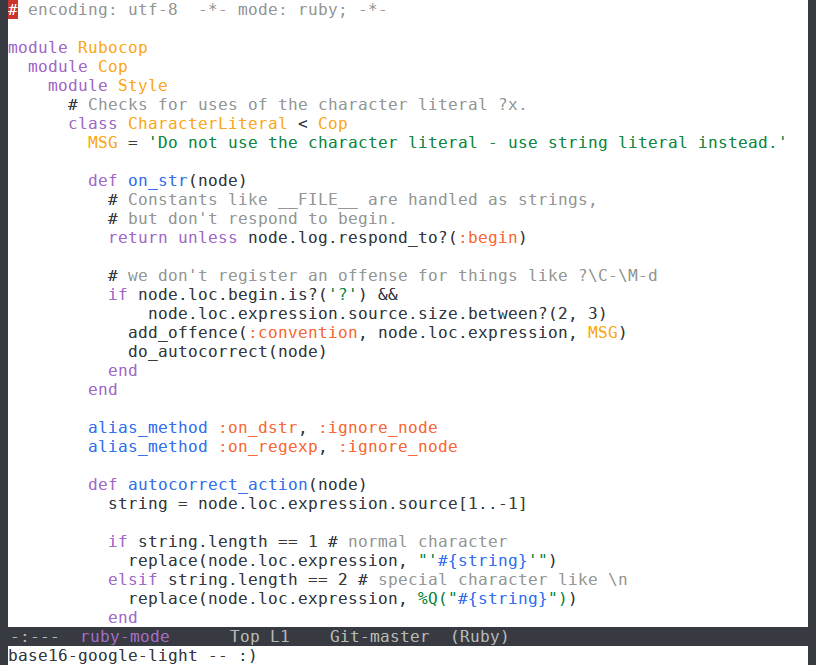 # encoding: utf-8  -*- mode: ruby; -*-

module Rubocop
  module Cop
    module Style
      # Checks for uses of the character literal ?x.
      class CharacterLiteral < Cop
        MSG = 'Do not use the character literal - use string literal instead.'

        def on_str(node)
          # Constants like __FILE__ are handled as strings,
          # but don't respond to begin.
          return unless node.log.respond_to?(:begin)

          # we don't register an offense for things like ?\C-\M-d
          if node.loc.begin.is?('?') &&
              node.loc.expression.source.size.between?(2, 3)
            add_offence(:convention, node.loc.expression, MSG)
            do_autocorrect(node)
          end
        end

        alias_method :on_dstr, :ignore_node
        alias_method :on_regexp, :ignore_node

        def autocorrect_action(node)
          string = node.loc.expression.source[1..-1]

          if string.length == 1 # normal character
            replace(node.loc.expression, "'#{string}'")
          elsif string.length == 2 # special character like \n
            replace(node.loc.expression, %Q("#{string}"))
          end
-:---  ruby-mode      Top L1    Git-master  (Ruby)
base16-google-light -- :)